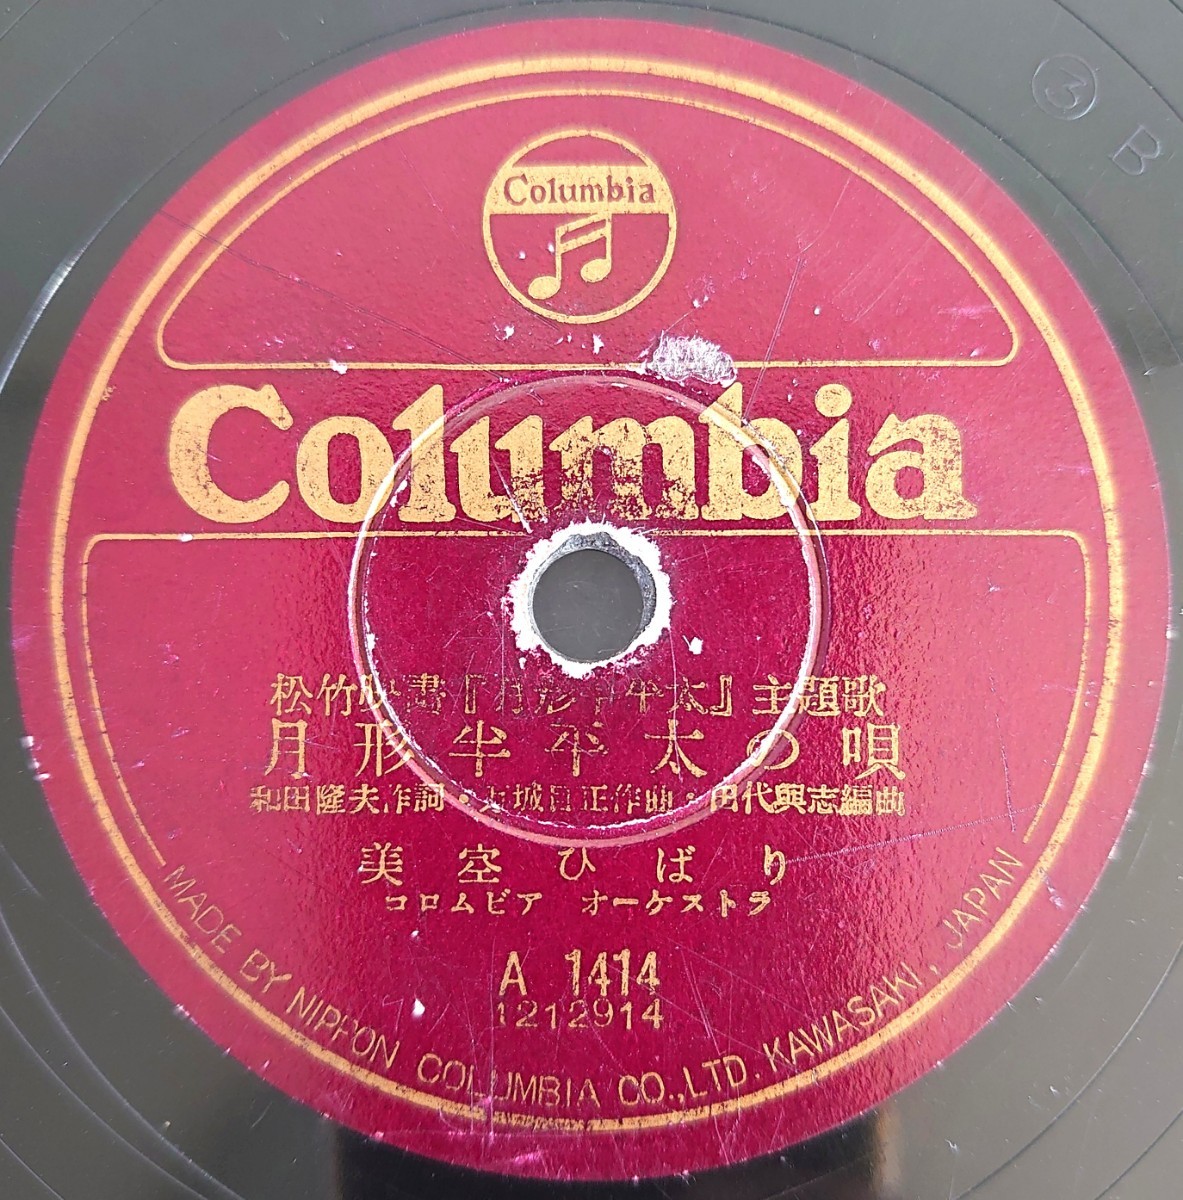 ③ B
Columbia
Columbia
松竹映畫『月形半平太』主題歌
月形半平太の唄
和田隆夫作詞・古城正作曲・田代與志編曲
美空ひばり
コロムビア オーケストラ
A 1414
1212914
MADE BY NIPPON COLUMBIA CO., LTD. KAWASAKI, JAPAN